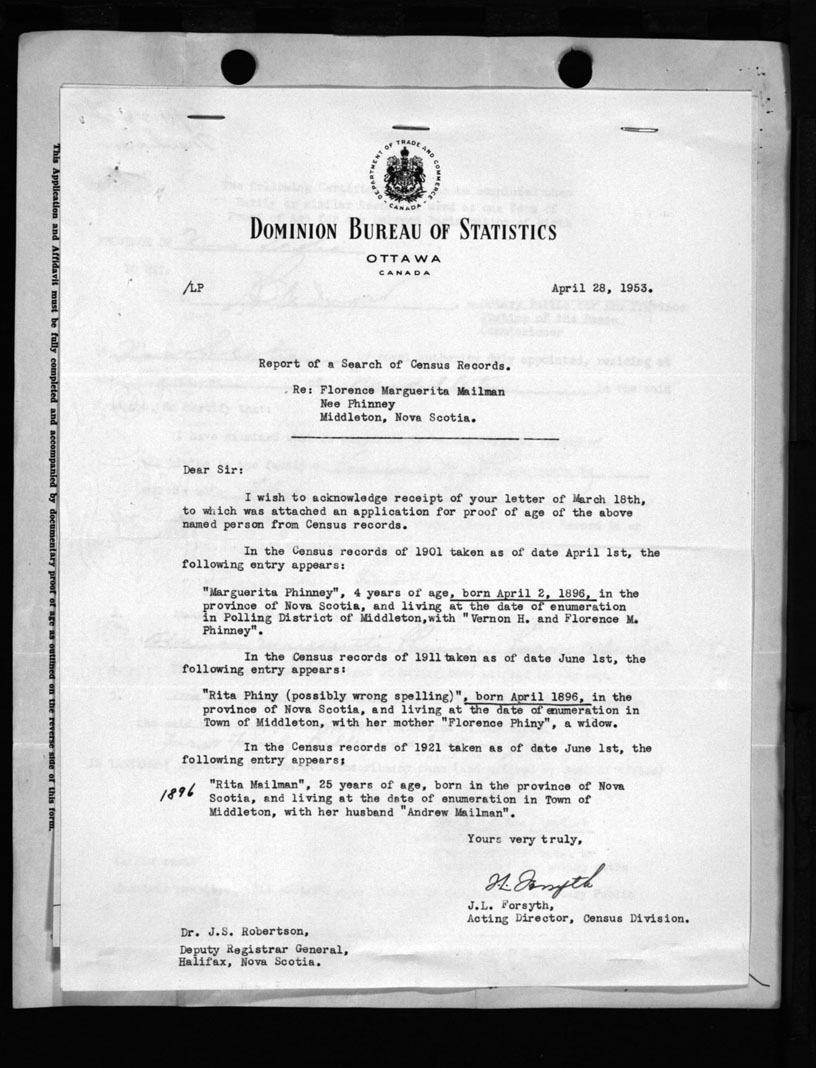 DEPARTMENT OF TRADE AND COMMERCE
CANADA
DOMINION BUREAU OF STATISTICS
OTTAWA
CANADA
/LP April 28, 1953.
Report of a Search of Census Records.
Re: Florence Marguerita Mailman
Nee Phinney
Middleton, Nova Scotia.
Dear Sir:
I wish to acknowledge receipt of your letter of March 18th,
to which was attached an application for proof of age of the above
named person from Census records.
In the Census records of 1901 taken as of date April 1st, the
following entry appears:
"Marguerita Phinney", 4 years of age, born April 2, 1896, in the
province of Nova Scotia, and living at the date of enumeration
in Polling District of Middleton,with "Vernon H. and Florence M.
Phinney".
In the Census records of 1911 taken as of date June 1st, the
following entry appears:
"Rita Phiny (possibly wrong spelling)", born April 1896, in the
province of Nova Scotia, and living at the date of enumeration in
Town of Middleton, with her mother "Florence Phiny", a widow.
In the Census records of 1921 taken as of date June 1st, the
following entry appears;
1896
"Rita Mailman", 25 years of age, born in the province of Nova
Scotia, and living at the date of enumeration in Town of
Middleton, with her husband "Andrew Mailman".
Yours very truly,
J.L. Forsyth,
Acting Director, Census Division.
Dr. J.S. Robertson,
Deputy Registrar General,
Halifax, Nova Scotia.
This Application and Affidavit must be fully completed and accompanied by documentary proof of age as outlined on the reverse side of this form.